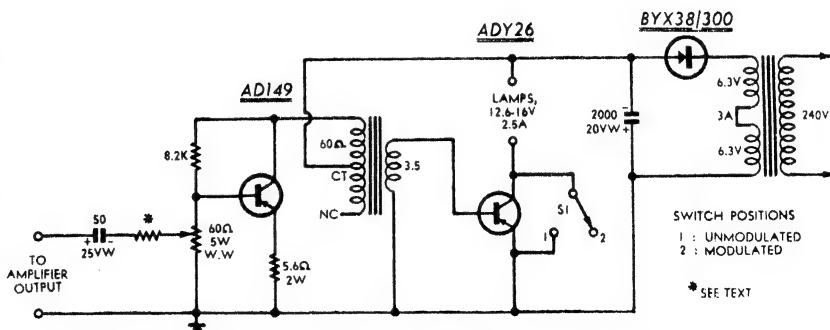 BYX38/300
ADY26
AD149
LAMPS,
12.6-16V
2.5A
6.3V
3A
6.3V
240V
2000
20VW
-
+
8.2K
60Ω
CT
NC
3.5
S1
1
2
SWITCH POSITIONS
1 : UNMODULATED
2 : MODULATED
* SEE TEXT
*
50
+ -
25VW
60Ω
5W
W.W
5.6Ω
2W
TO
AMPLIFIER
OUTPUT